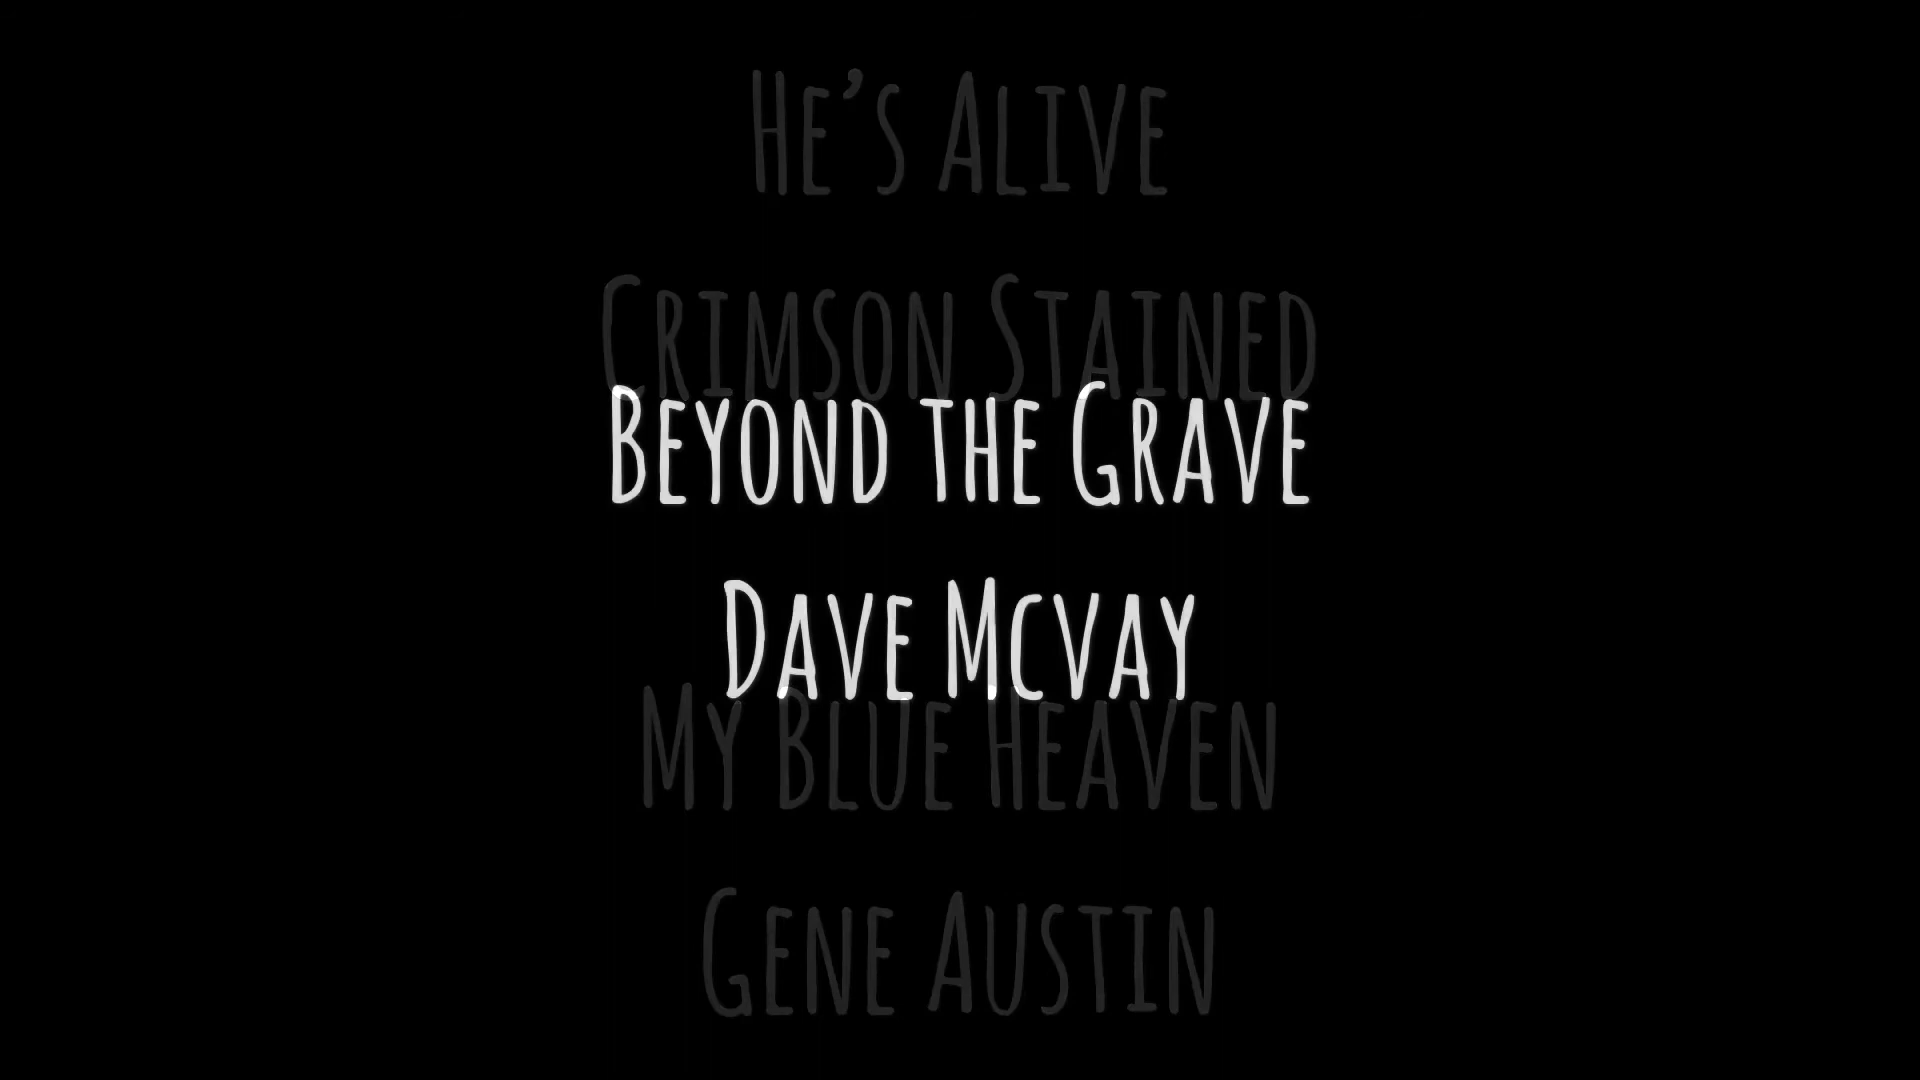 He's Alive
Crimson Stained
Beyond the Grave
Dave Mcvay
My Blue Heaven
Gene Austin